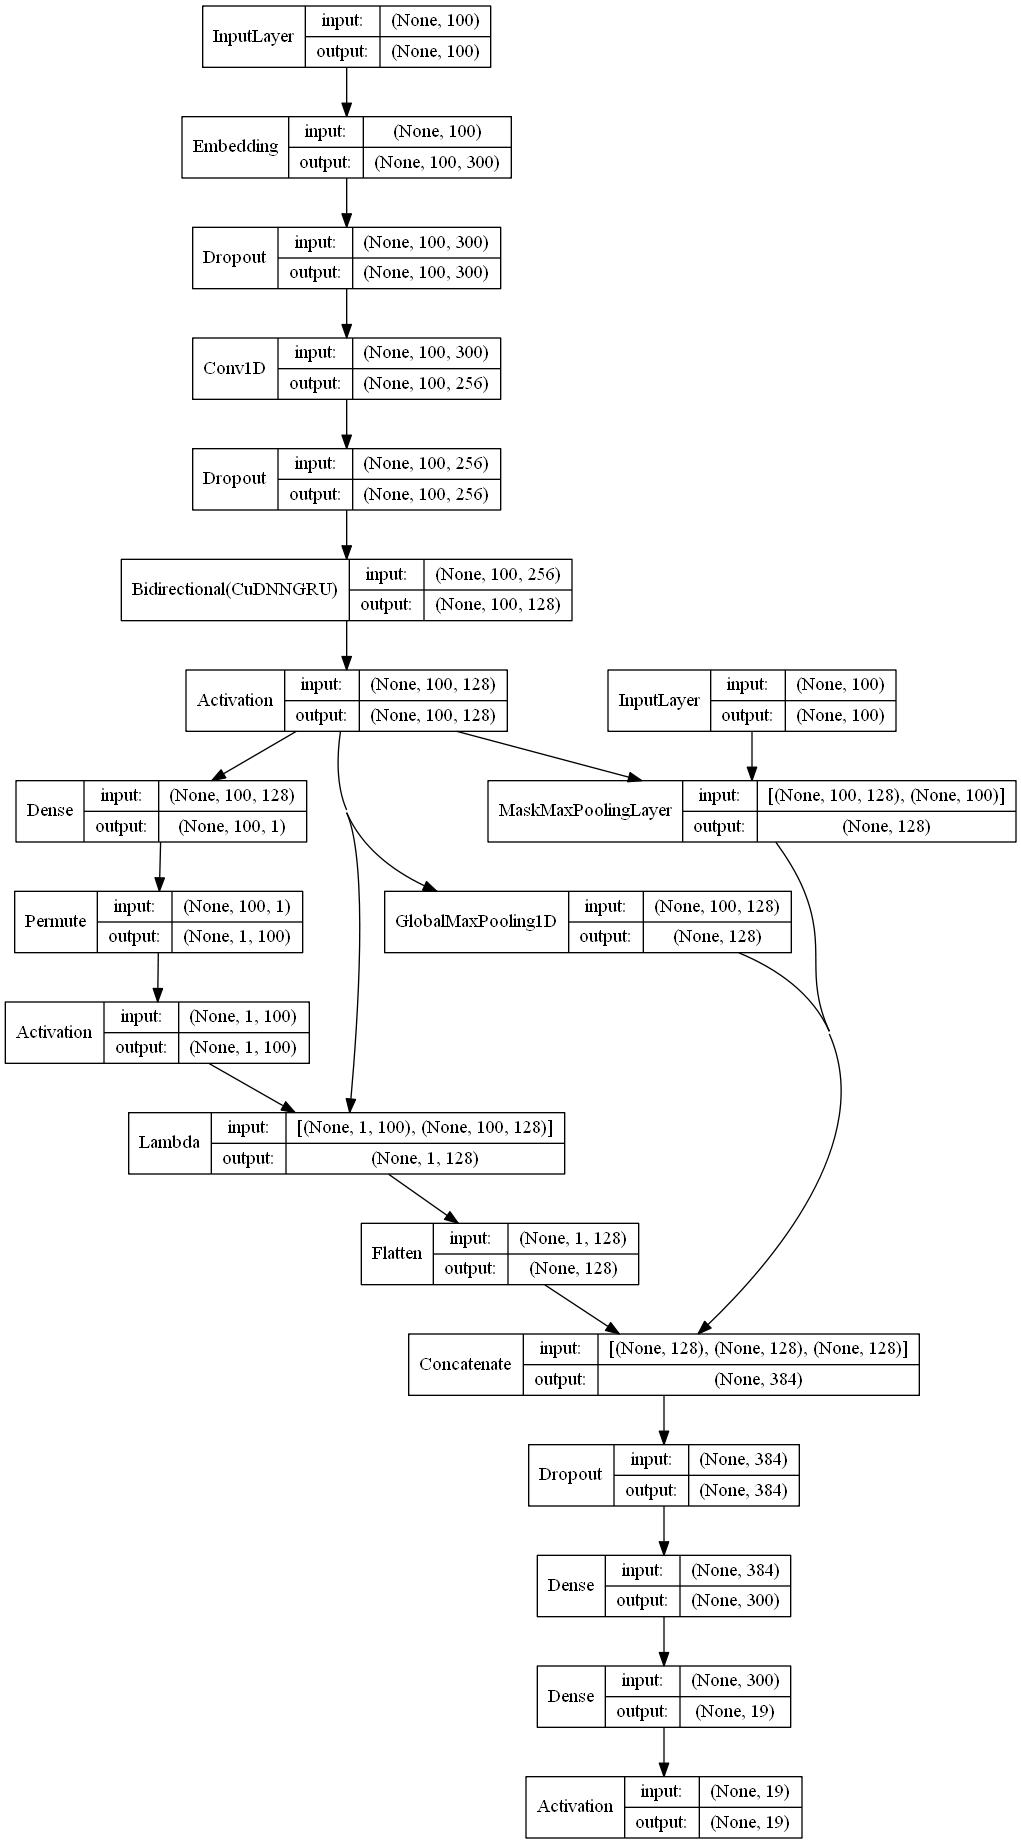 InputLayer input: (None, 100)
output: (None, 100)
Embedding input: (None, 100)
output: (None, 100, 300)
Dropout input: (None, 100, 300)
output: (None, 100, 300)
Conv1D input: (None, 100, 300)
output: (None, 100, 256)
Dropout input: (None, 100, 256)
output: (None, 100, 256)
Bidirectional(CuDNNGRU) input: (None, 100, 256)
output: (None, 100, 128)
Activation input: (None, 100, 128)
output: (None, 100, 128)
InputLayer input: (None, 100)
output: (None, 100)
Dense input: (None, 100, 128)
output: (None, 100, 1)
MaskMaxPoolingLayer input: [(None, 100, 128), (None, 100)]
output: (None, 128)
Permute input: (None, 100, 1)
output: (None, 1, 100)
GlobalMaxPooling1D input: (None, 100, 128)
output: (None, 128)
Activation input: (None, 1, 100)
output: (None, 1, 100)
Lambda input: [(None, 1, 100), (None, 100, 128)]
output: (None, 1, 128)
Flatten input: (None, 1, 128)
output: (None, 128)
Concatenate input: [(None, 128), (None, 128), (None, 128)]
output: (None, 384)
Dropout input: (None, 384)
output: (None, 384)
Dense input: (None, 384)
output: (None, 300)
Dense input: (None, 300)
output: (None, 19)
Activation input: (None, 19)
output: (None, 19)